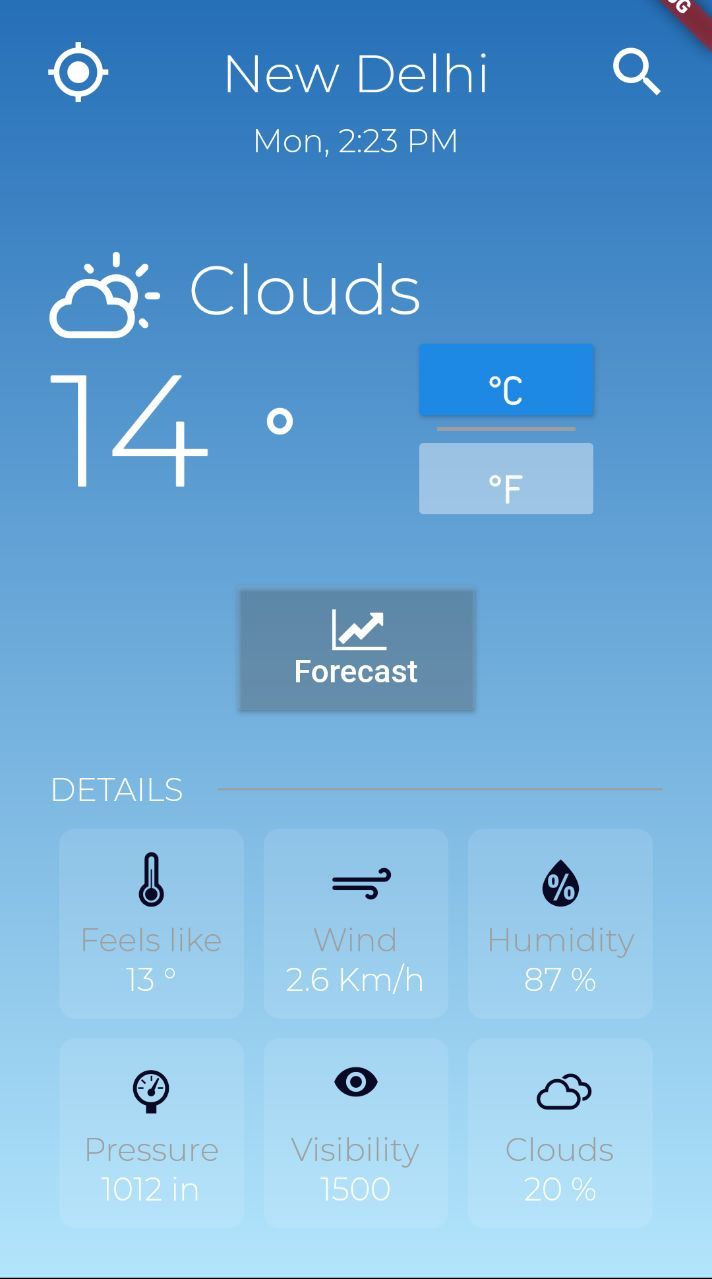 New Delhi
Mon, 2:23 PM
Clouds
14 °
°C
°F
Forecast
DETAILS
Feels like
13 °
Wind
2.6 Km/h
Humidity
87 %
Pressure
1012 in
Visibility
1500
Clouds
20 %